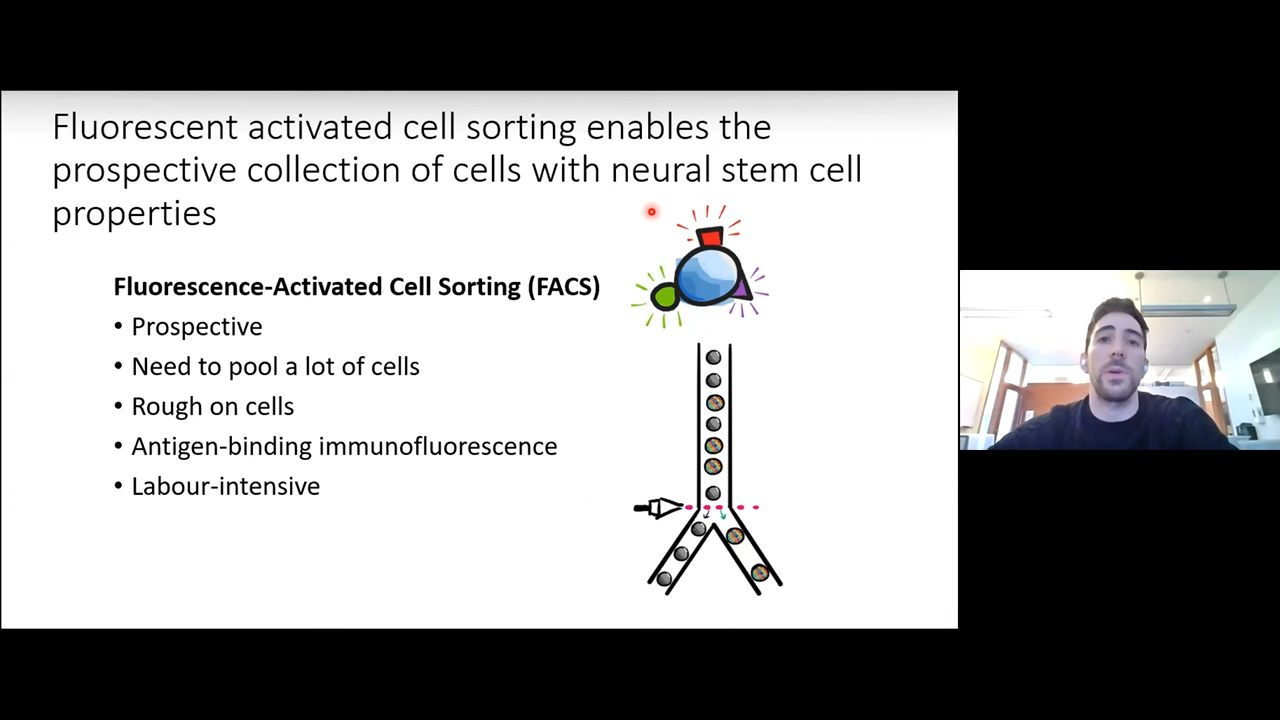 Fluorescent activated cell sorting enables the
prospective collection of cells with neural stem cell
properties
Fluorescence-Activated Cell Sorting (FACS)
• Prospective
• Need to pool a lot of cells
• Rough on cells
• Antigen-binding immunofluorescence
• Labour-intensive